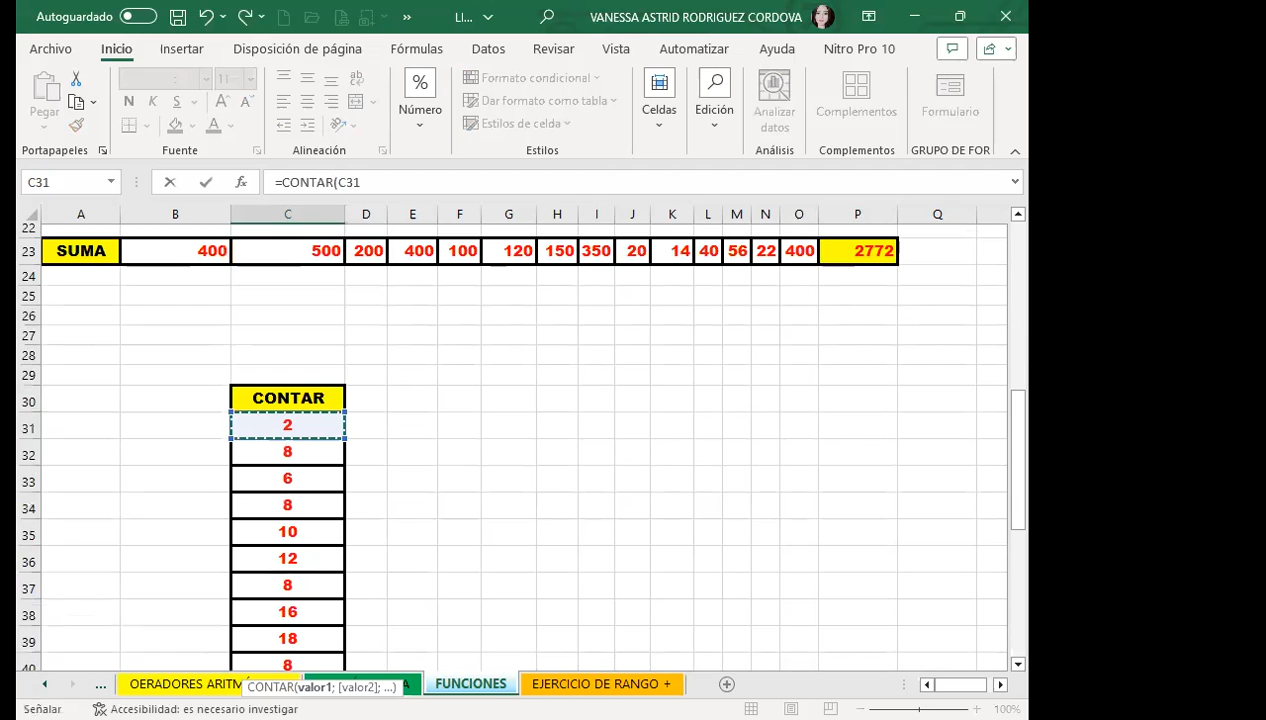 Autoguardado LI... VANESSA ASTRID RODRIGUEZ CORDOVA
Archivo Inicio Insertar Disposición de página Fórmulas Datos Revisar Vista Automatizar Ayuda Nitro Pro 10
Pegar
11
N K S
Número
Formato condicional
Dar formato como tabla
Estilos de celda
Celdas
Edición
Analizar datos
Complementos
Formulario
Portapapeles Fuente Alineación Estilos Análisis Complementos GRUPO DE FOR
C31 fx =CONTAR(C31
A B C D E F G H I J K L M N O P Q
22
23 SUMA 400 500 200 400 100 120 150 350 20 14 40 56 22 400 2772
24
25
26
27
28
29
30 CONTAR
31 2
32 8
33 6
34 8
35 10
36 12
37 8
38 16
39 18
40 8
... OERADORES ARITM A FUNCIONES EJERCICIO DE RANGO +
CONTAR(valor1; [valor2]; ...)
Señalar Accesibilidad: es necesario investigar 100%